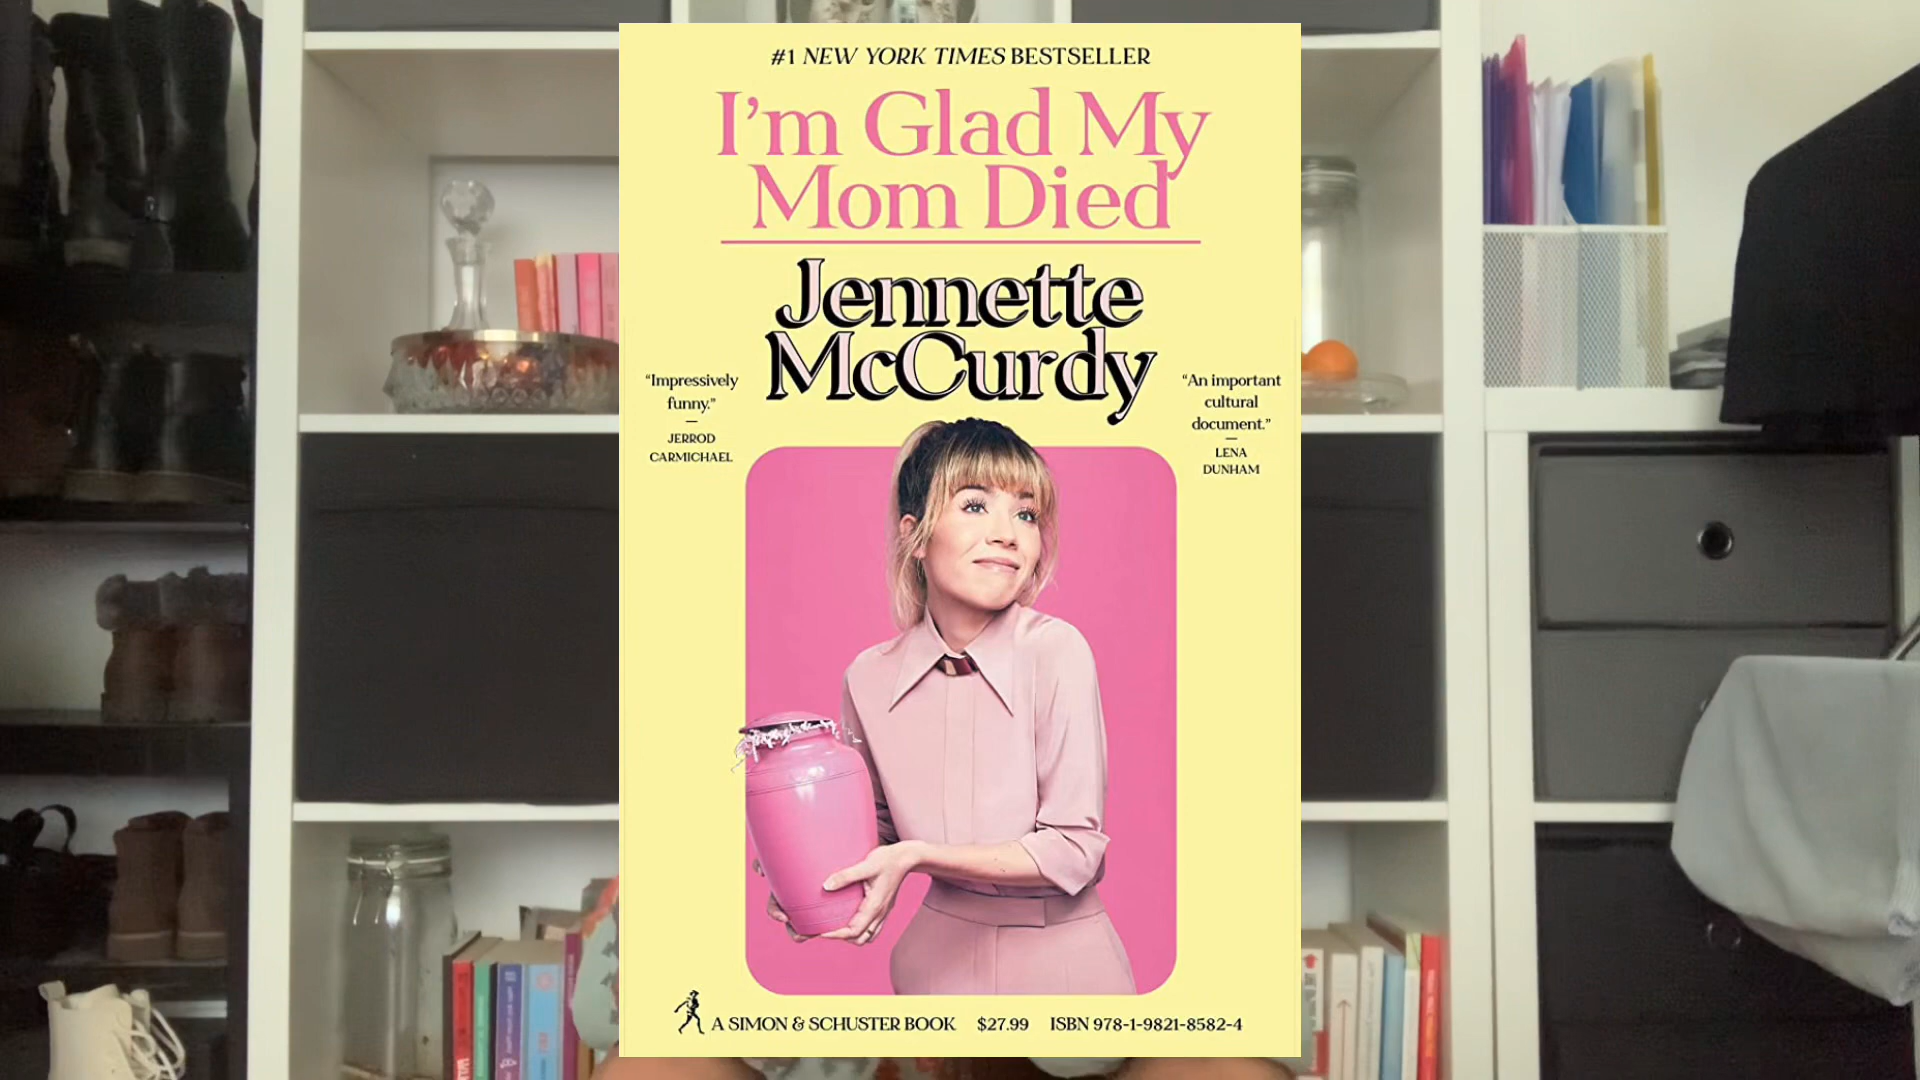 #1 NEW YORK TIMES BESTSELLER
I'm Glad My
Mom Died
Jennette
McCurdy
"Impressively
funny."
—
JERROD
CARMICHAEL
"An important
cultural
document."
—
LENA
DUNHAM
A SIMON & SCHUSTER BOOK $27.99 ISBN 978-1-9821-8582-4